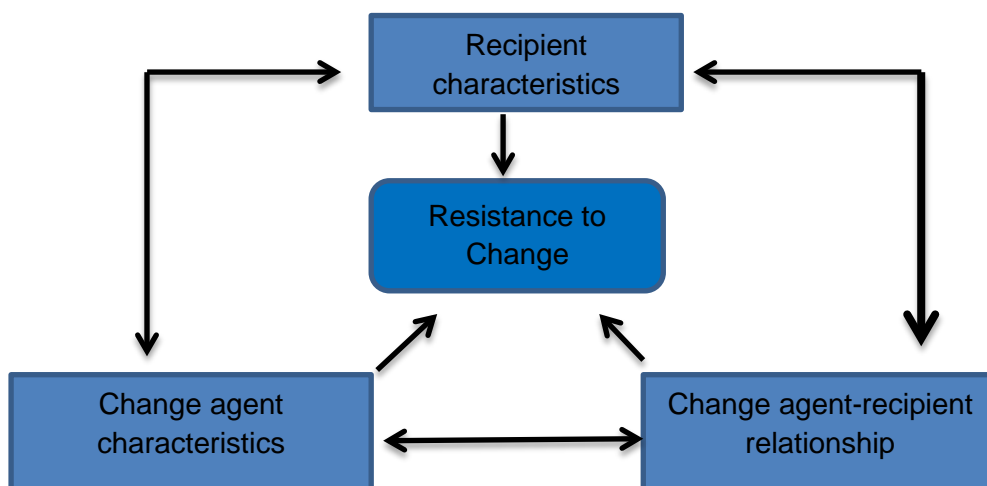 Recipient
characteristics
Resistance to
Change
Change agent
characteristics
Change agent-recipient
relationship